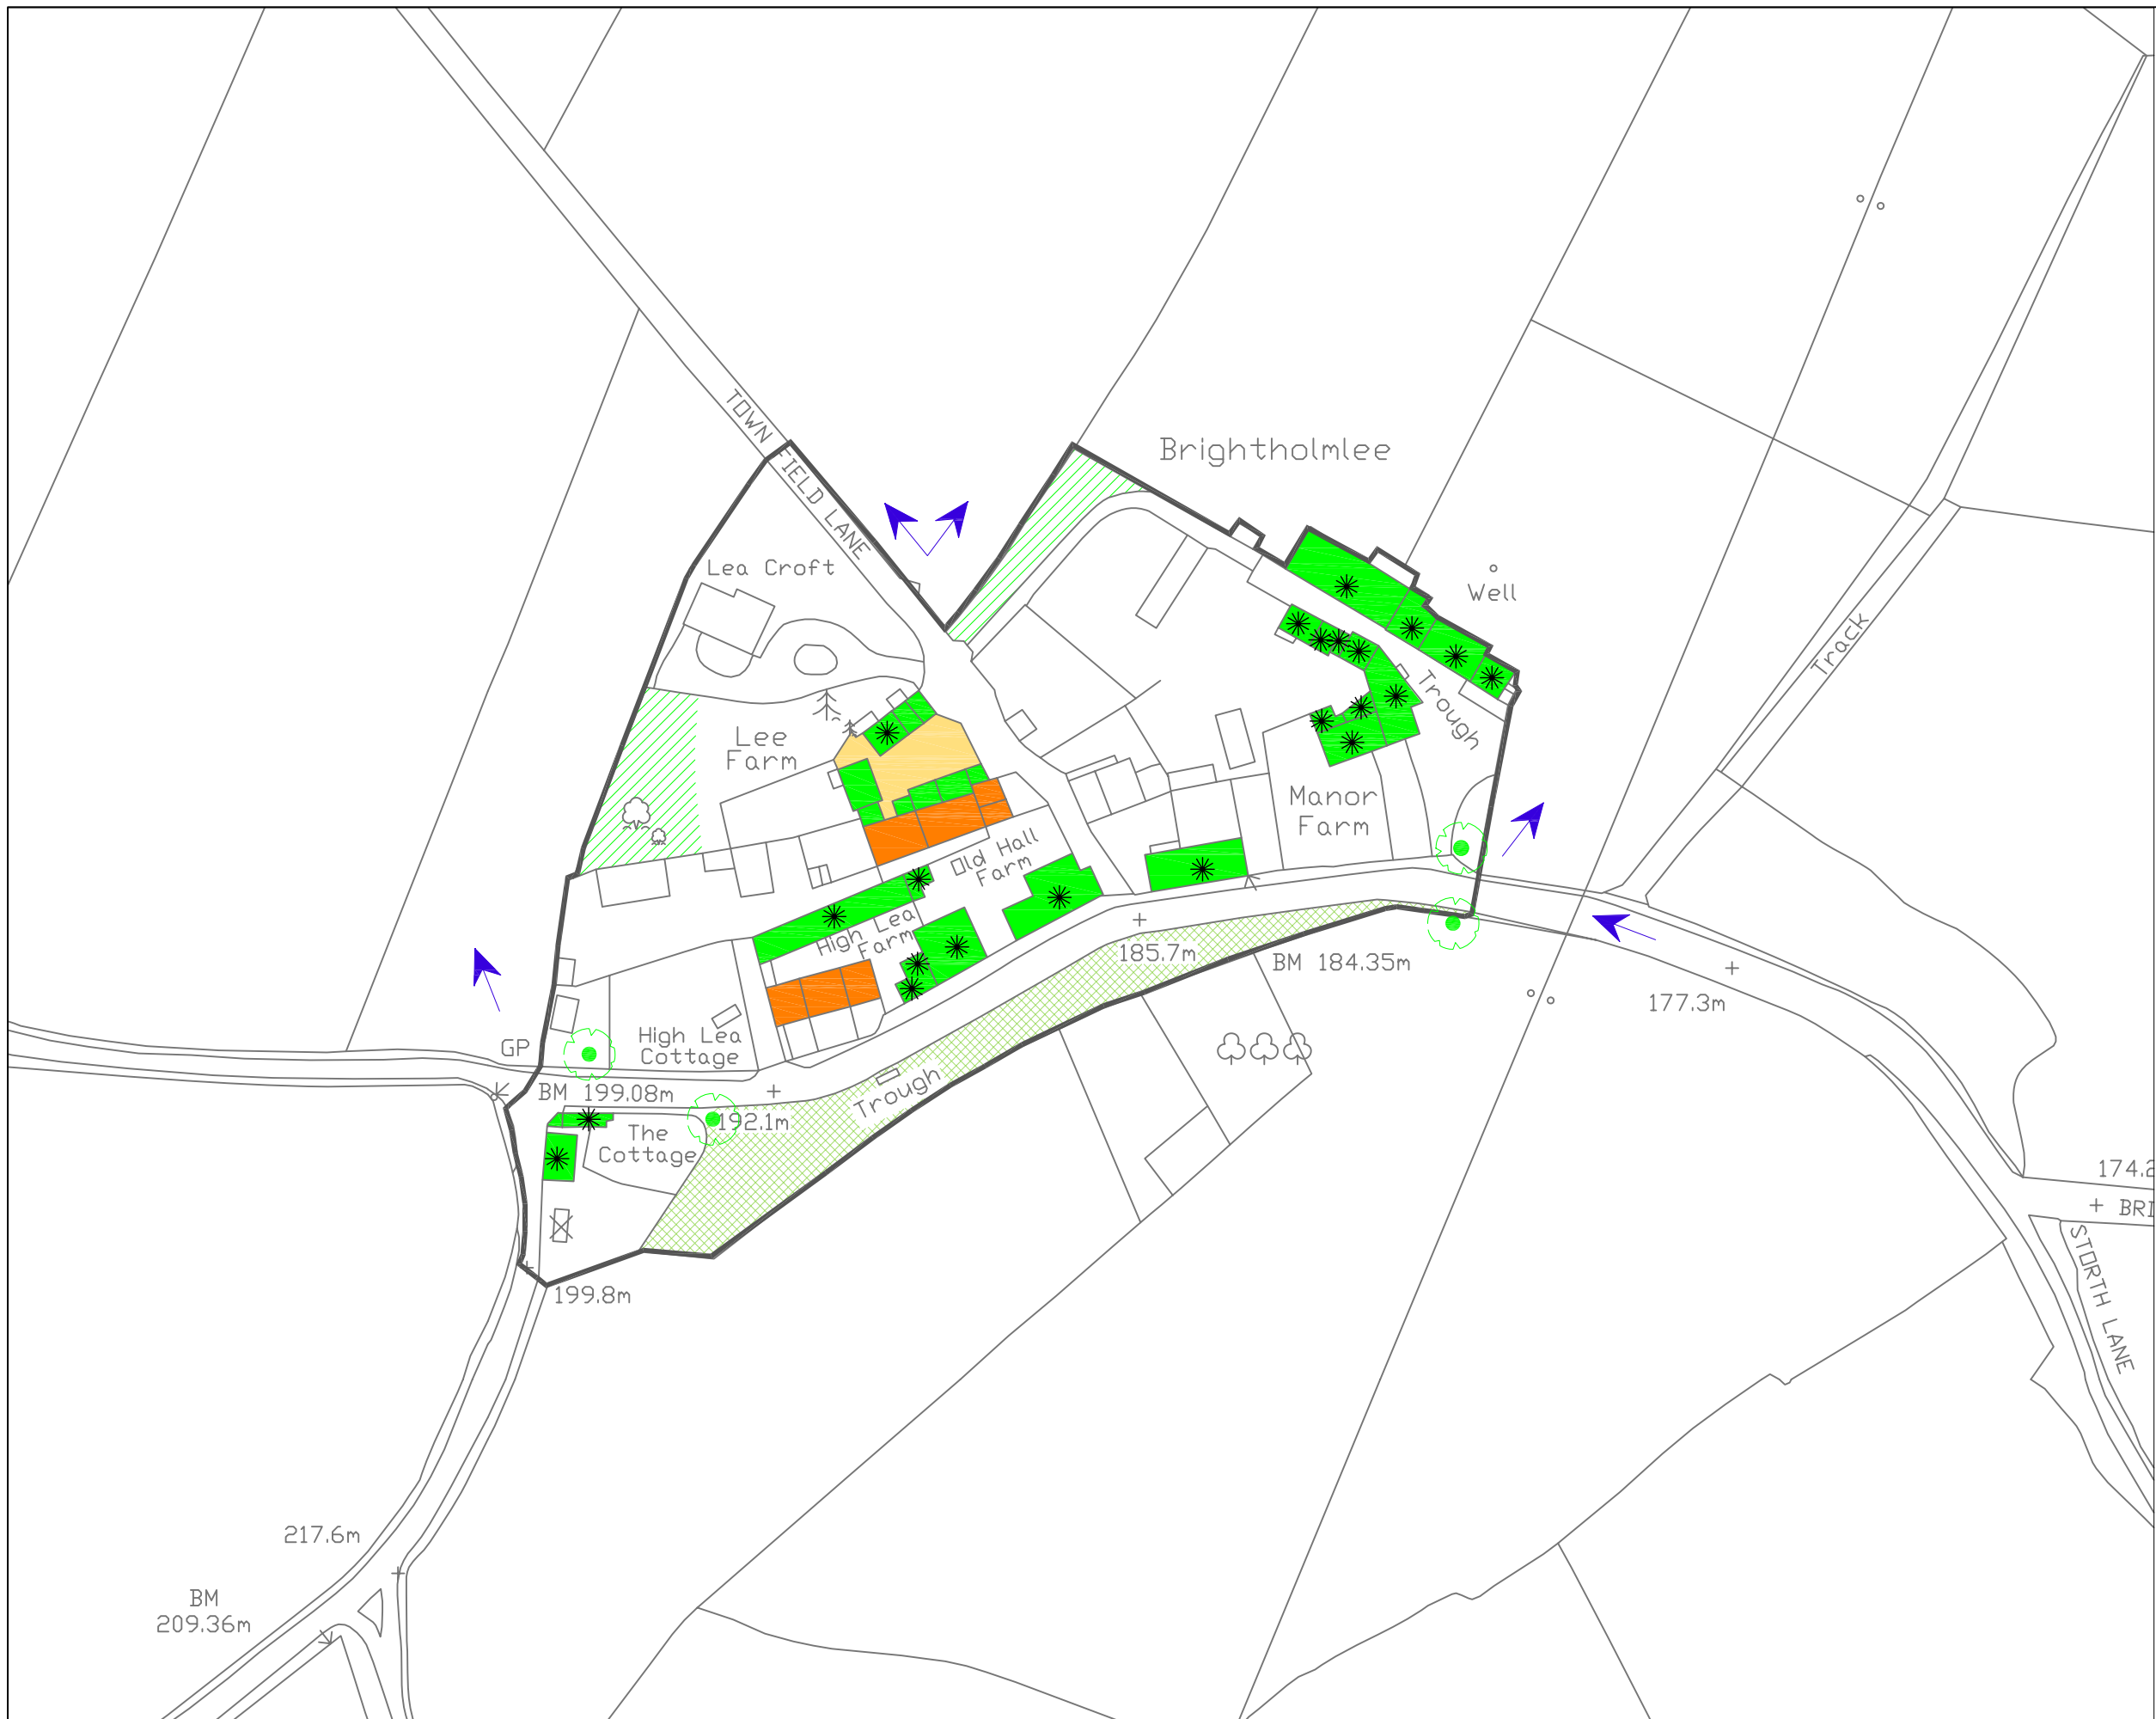 TOWN FIELD LANE
Brightholmlee
Lea Croft
Well
Track
Trough
Lee
Farm
Manor
Farm
Old Hall
Farm
High Lea
Farm
185.7m
BM 184.35m
177.3m
High Lea
Cottage
GP
BM 199.08m
Trough
192.1m
The
Cottage
199.8m
174.2
BRI
STORTH LANE
217.6m
BM
209.36m